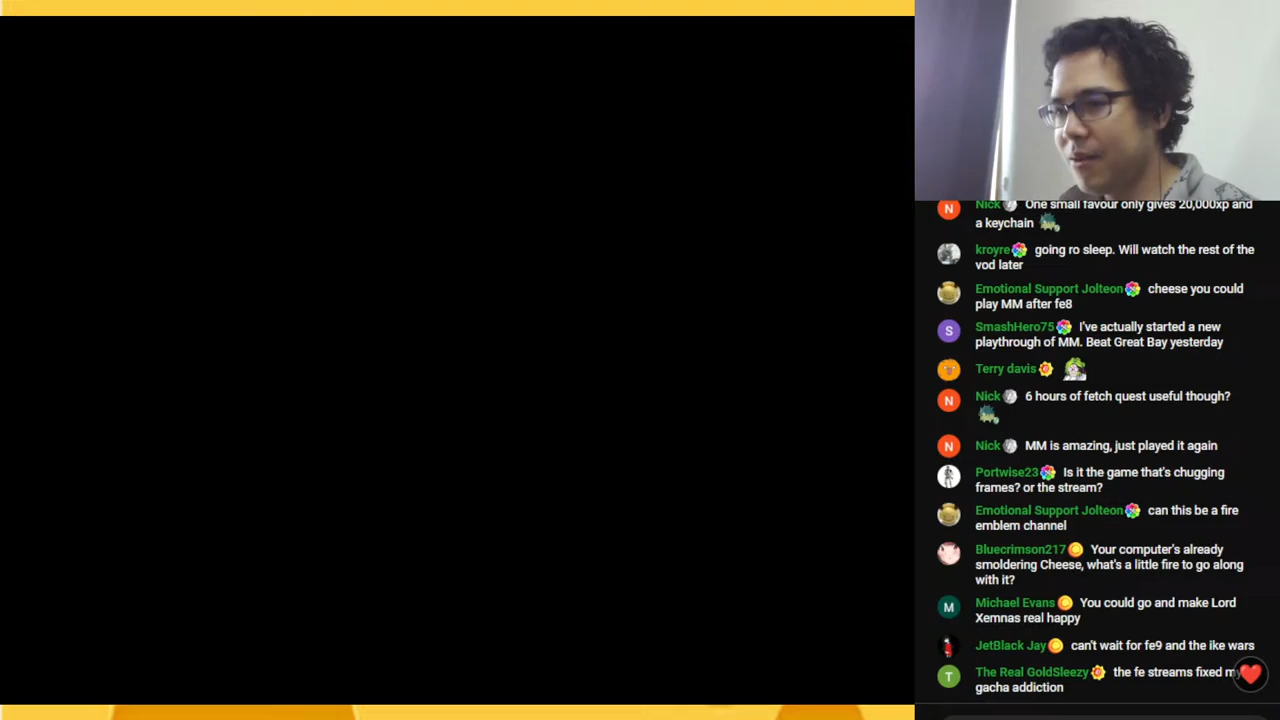 Nick One small favour only gives 20,000xp and
a keychain
kroyre going ro sleep. Will watch the rest of the
vod later
Emotional Support Jolteon cheese you could
play MM after fe8
SmashHero75 I've actually started a new
playthrough of MM. Beat Great Bay yesterday
Terry davis
Nick 6 hours of fetch quest useful though?
Nick MM is amazing, just played it again
Portwise23 Is it the game that's chugging
frames? or the stream?
Emotional Support Jolteon can this be a fire
emblem channel
Bluecrimson217 Your computer's already
smoldering Cheese, what's a little fire to go along
with it?
Michael Evans You could go and make Lord
Xemnas real happy
JetBlack Jay can't wait for fe9 and the ike wars
The Real GoldSleezy the fe streams fixed my
gacha addiction
N
S
N
N
M
T